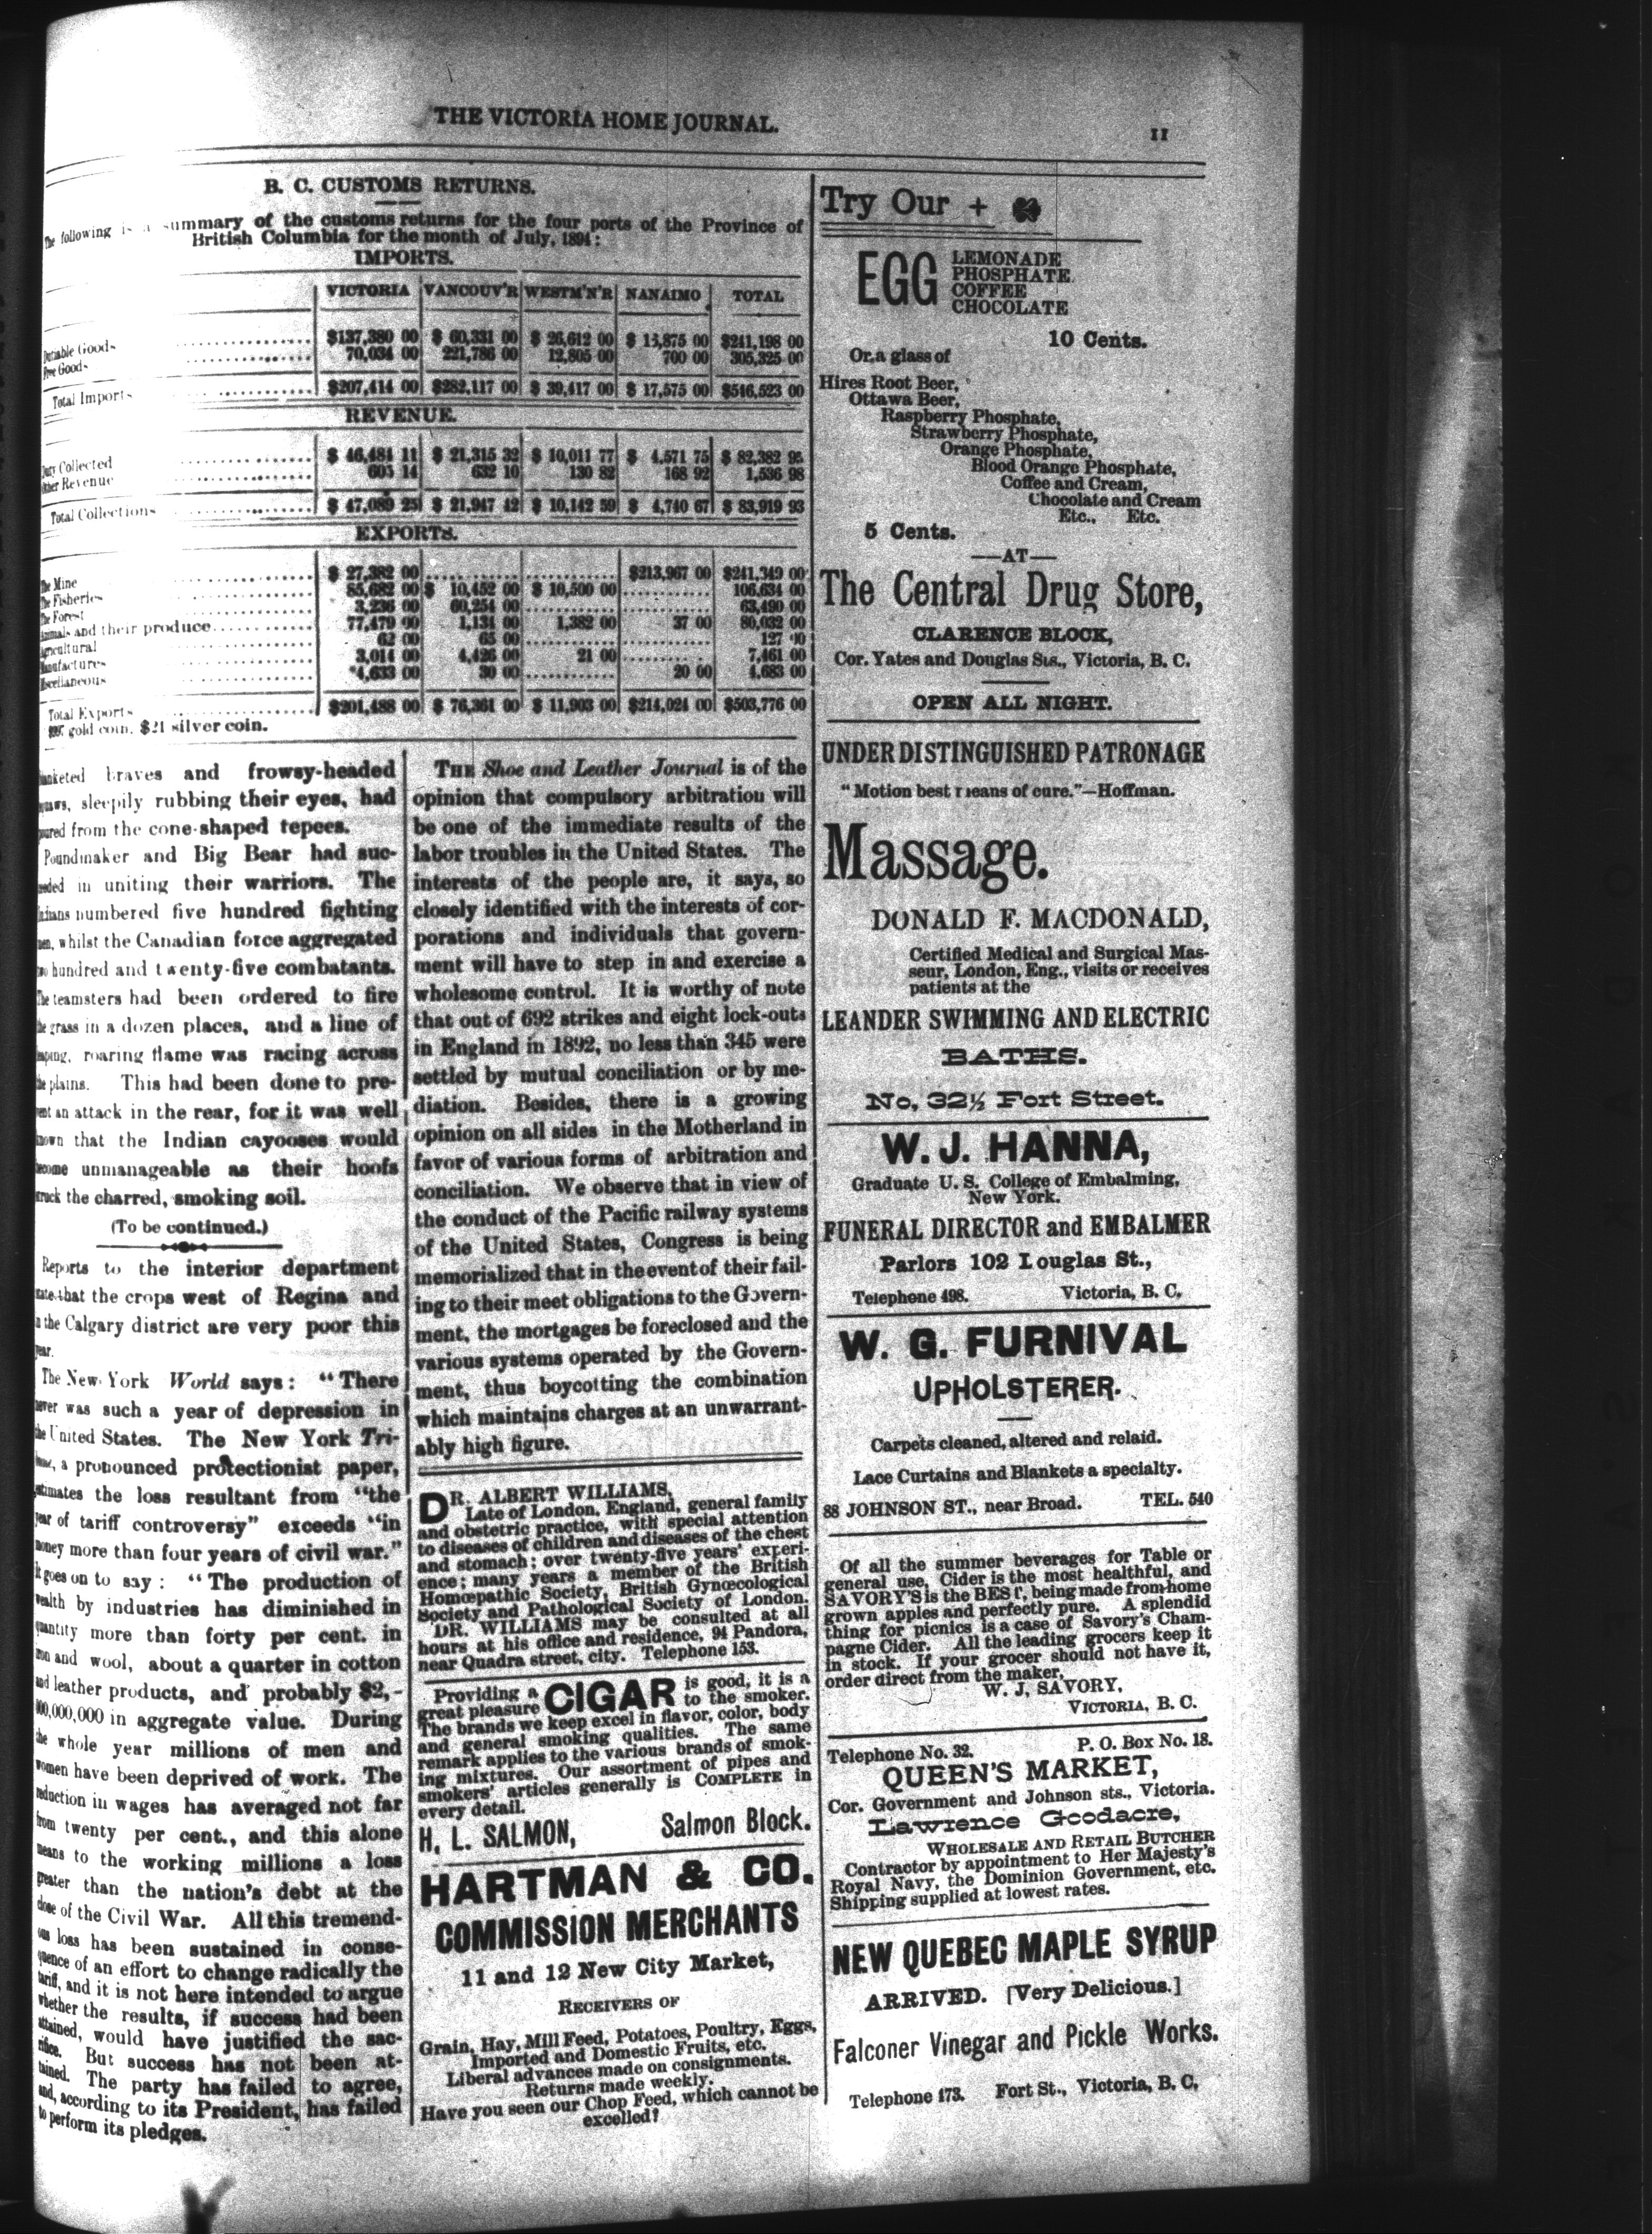 THE VICTORIA HOME JOURNAL.
11
B. C. CUSTOMS RETURNS.
The following is a summary of the customs returns for the four ports of the Province of
British Columbia for the month of July, 1894:
IMPORTS.
VICTORIA VANCOUV'R WESTM'N'R NANAIMO TOTAL
Dutiable Goods $137,380 00 $ 60,331 00 $ 26,612 00 $241,198 00
Free Goods 70,034 00 221,786 00 12,805 00 700 00 305,325 00
Total Imports $207,414 00 $282,117 00 $ 39,417 00 $ 17,575 00 $546,523 00
REVENUE.
Duty Collected $ 46,484 11 $ 21,315 32 $ 10,011 77 $ 4,571 75 $ 82,382 95
Other Revenue 605 14 632 10 130 82 168 92 1,536 98
Total Collections $ 47,089 25 $ 21,947 42 $ 10,142 59 $ 4,740 67 $ 83,919 93
EXPORTS.
The Mine $ 27,382 00 $213,967 00 $241,349 00
The Fisheries 85,682 00 $ 10,452 00 $ 10,500 00 106,634 00
The Forest 3,236 00 60,254 00 63,490 00
Animals and their produce 77,479 00 1,131 00 1,382 00 37 00 80,032 00
Agricultural 62 00 65 00 127 00
Manufactures 3,014 00 4,426 00 21 00 7,461 00
Miscellaneous *4,633 00 30 00 20 00 4,683 00
Total Exports $201,488 00 $ 76,361 00 $ 11,903 00 $214,024 00 $503,776 00
gold coin. $21 silver coin.
blanketed braves and frowsy-headed
squaws, sleepily rubbing their eyes, had
poured from the cone-shaped tepees.
Poundmaker and Big Bear had suc-
ceeded in uniting their warriors. The
Indians numbered five hundred fighting
men, whilst the Canadian force aggregated
two hundred and twenty-five combatants.
The teamsters had been ordered to fire
the grass in a dozen places, and a line of
leaping, roaring flame was racing across
the plains. This had been done to pre-
vent an attack in the rear, for it was well
known that the Indian cayooses would
become unmanageable as their hoofs
struck the charred, smoking soil.
(To be continued.)
Reports to the interior department
state that the crops west of Regina and
in the Calgary district are very poor this
year.
The New York World says: "There
never was such a year of depression in
the United States. The New York Tri-
bune, a pronounced protectionist paper,
estimates the loss resultant from "the
year of tariff controversy" exceeds "in
money more than four years of civil war."
It goes on to say: "The production of
wealth by industries has diminished in
quantity more than forty per cent. in
iron and wool, about a quarter in cotton
and leather products, and probably $2,-
000,000,000 in aggregate value. During
the whole year millions of men and
women have been deprived of work. The
reduction in wages has averaged not far
from twenty per cent., and this alone
means to the working millions a loss
greater than the nation's debt at the
close of the Civil War. All this tremend-
ous loss has been sustained in conse-
quence of an effort to change radically the
tariff, and it is not here intended to argue
whether the results, if success had been
attained, would have justified the sac-
rifice. But success has not been at-
tained. The party has failed to agree,
and, according to its President, has failed
to perform its pledges.
THE Shoe and Leather Journal is of the
opinion that compulsory arbitration will
be one of the immediate results of the
labor troubles in the United States. The
interests of the people are, it says, so
closely identified with the interests of cor-
porations and individuals that govern-
ment will have to step in and exercise a
wholesome control. It is worthy of note
that out of 692 strikes and eight lock-outs
in England in 1892, no less than 345 were
settled by mutual conciliation or by me-
diation. Besides, there is a growing
opinion on all sides in the Motherland in
favor of various forms of arbitration and
conciliation. We observe that in view of
the conduct of the Pacific railway systems
of the United States, Congress is being
memorialized that in the event of their fail-
ing to their meet obligations to the Govern-
ment, the mortgages be foreclosed and the
various systems operated by the Govern-
ment, thus boycotting the combination
which maintains charges at an unwarrant-
ably high figure.
DR. ALBERT WILLIAMS,
Late of London, England, general family
and obstetric practice, with special attention
to diseases of children and diseases of the chest
and stomach; over twenty-five years' experi-
ence; many years a member of the British
Homœpathic Society, British Gynœcological
Society and Pathological Society of London.
DR. WILLIAMS may be consulted at all
hours at his office and residence, 94 Pandora,
near Quadra street, city. Telephone 153.
Providing a CIGAR is good, it is a
great pleasure to the smoker.
The brands we keep excel in flavor, color, body
and general smoking qualities. The same
remark applies to the various brands of smok-
ing mixtures. Our assortment of pipes and
smokers' articles generally is COMPLETE in
every detail.
H. L. SALMON, Salmon Block.
HARTMAN & CO.
COMMISSION MERCHANTS
11 and 12 New City Market,
RECEIVERS OF
Grain, Hay, Mill Feed, Potatoes, Poultry, Eggs,
Imported and Domestic Fruits, etc.
Liberal advances made on consignments.
Returns made weekly.
Have you seen our Chop Feed, which cannot be
excelled?
Try Our +
EGG LEMONADE
PHOSPHATE
COFFEE
CHOCOLATE
10 Cents.
Or, a glass of
Hires Root Beer,
Ottawa Beer,
Raspberry Phosphate,
Strawberry Phosphate,
Orange Phosphate,
Blood Orange Phosphate,
Coffee and Cream,
Chocolate and Cream
Etc., Etc.
5 Cents.
—AT—
The Central Drug Store,
CLARENCE BLOCK,
Cor. Yates and Douglas Sts., Victoria, B. C.
OPEN ALL NIGHT.
UNDER DISTINGUISHED PATRONAGE
"Motion best means of cure."—Hoffman.
Massage.
DONALD F. MACDONALD,
Certified Medical and Surgical Mas-
seur, London, Eng., visits or receives
patients at the
LEANDER SWIMMING AND ELECTRIC
BATHS.
No, 32½ Fort Street.
W. J. HANNA,
Graduate U. S. College of Embalming,
New York.
FUNERAL DIRECTOR and EMBALMER
Parlors 102 Douglas St.,
Telephone 498. Victoria, B. C.
W. G. FURNIVAL
UPHOLSTERER.
Carpets cleaned, altered and relaid.
Lace Curtains and Blankets a specialty.
88 JOHNSON ST., near Broad. TEL. 540
Of all the summer beverages for Table or
general use, Cider is the most healthful, and
SAVORY'S is the BEST, being made from home
grown apples and perfectly pure. A splendid
thing for picnics is a case of Savory's Cham-
pagne Cider. All the leading grocers keep it
in stock. If your grocer should not have it,
order direct from the maker,
W. J. SAVORY,
VICTORIA, B. C.
Telephone No. 32. P. O. Box No. 18.
QUEEN'S MARKET,
Cor. Government and Johnson sts., Victoria.
Lawrence Goodacre,
WHOLESALE AND RETAIL BUTCHER
Contractor by appointment to Her Majesty's
Royal Navy, the Dominion Government, etc.
Shipping supplied at lowest rates.
NEW QUEBEC MAPLE SYRUP
ARRIVED. [Very Delicious.]
Falconer Vinegar and Pickle Works.
Telephone 173. Fort St., Victoria, B. C.